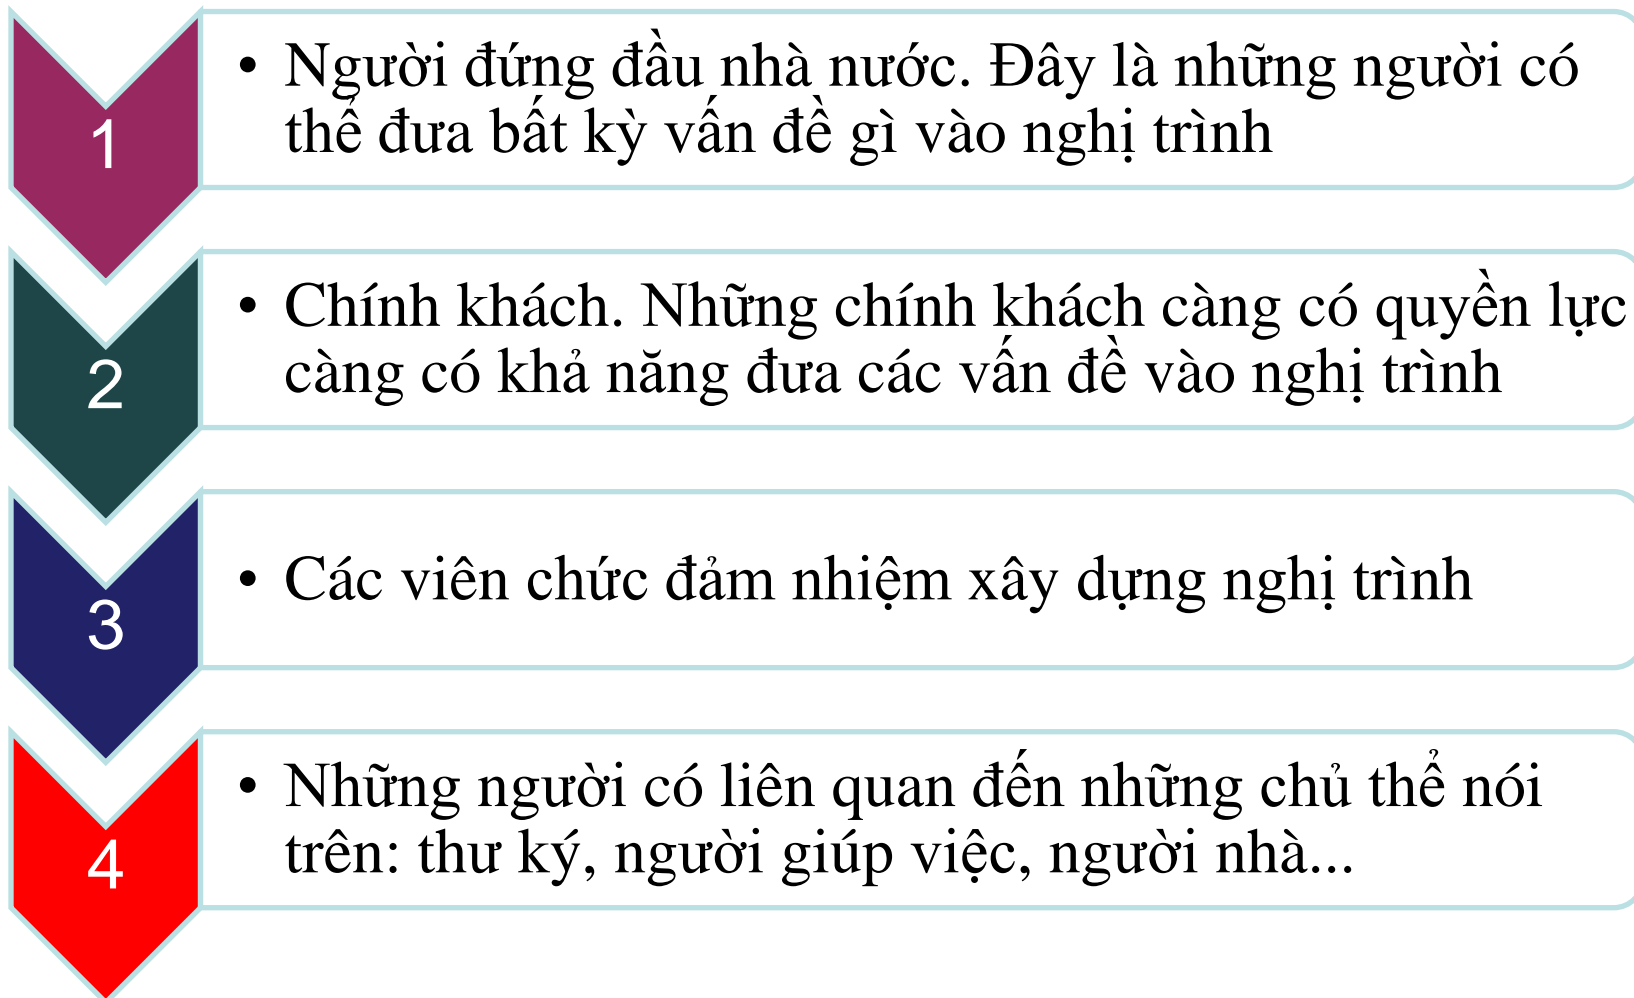 1
• Người đứng đầu nhà nước. Đây là những người có
thể đưa bất kỳ vấn đề gì vào nghị trình
2
• Chính khách. Những chính khách càng có quyền lực
càng có khả năng đưa các vấn đề vào nghị trình
3
• Các viên chức đảm nhiệm xây dựng nghị trình
4
• Những người có liên quan đến những chủ thể nói
trên: thư ký, người giúp việc, người nhà...